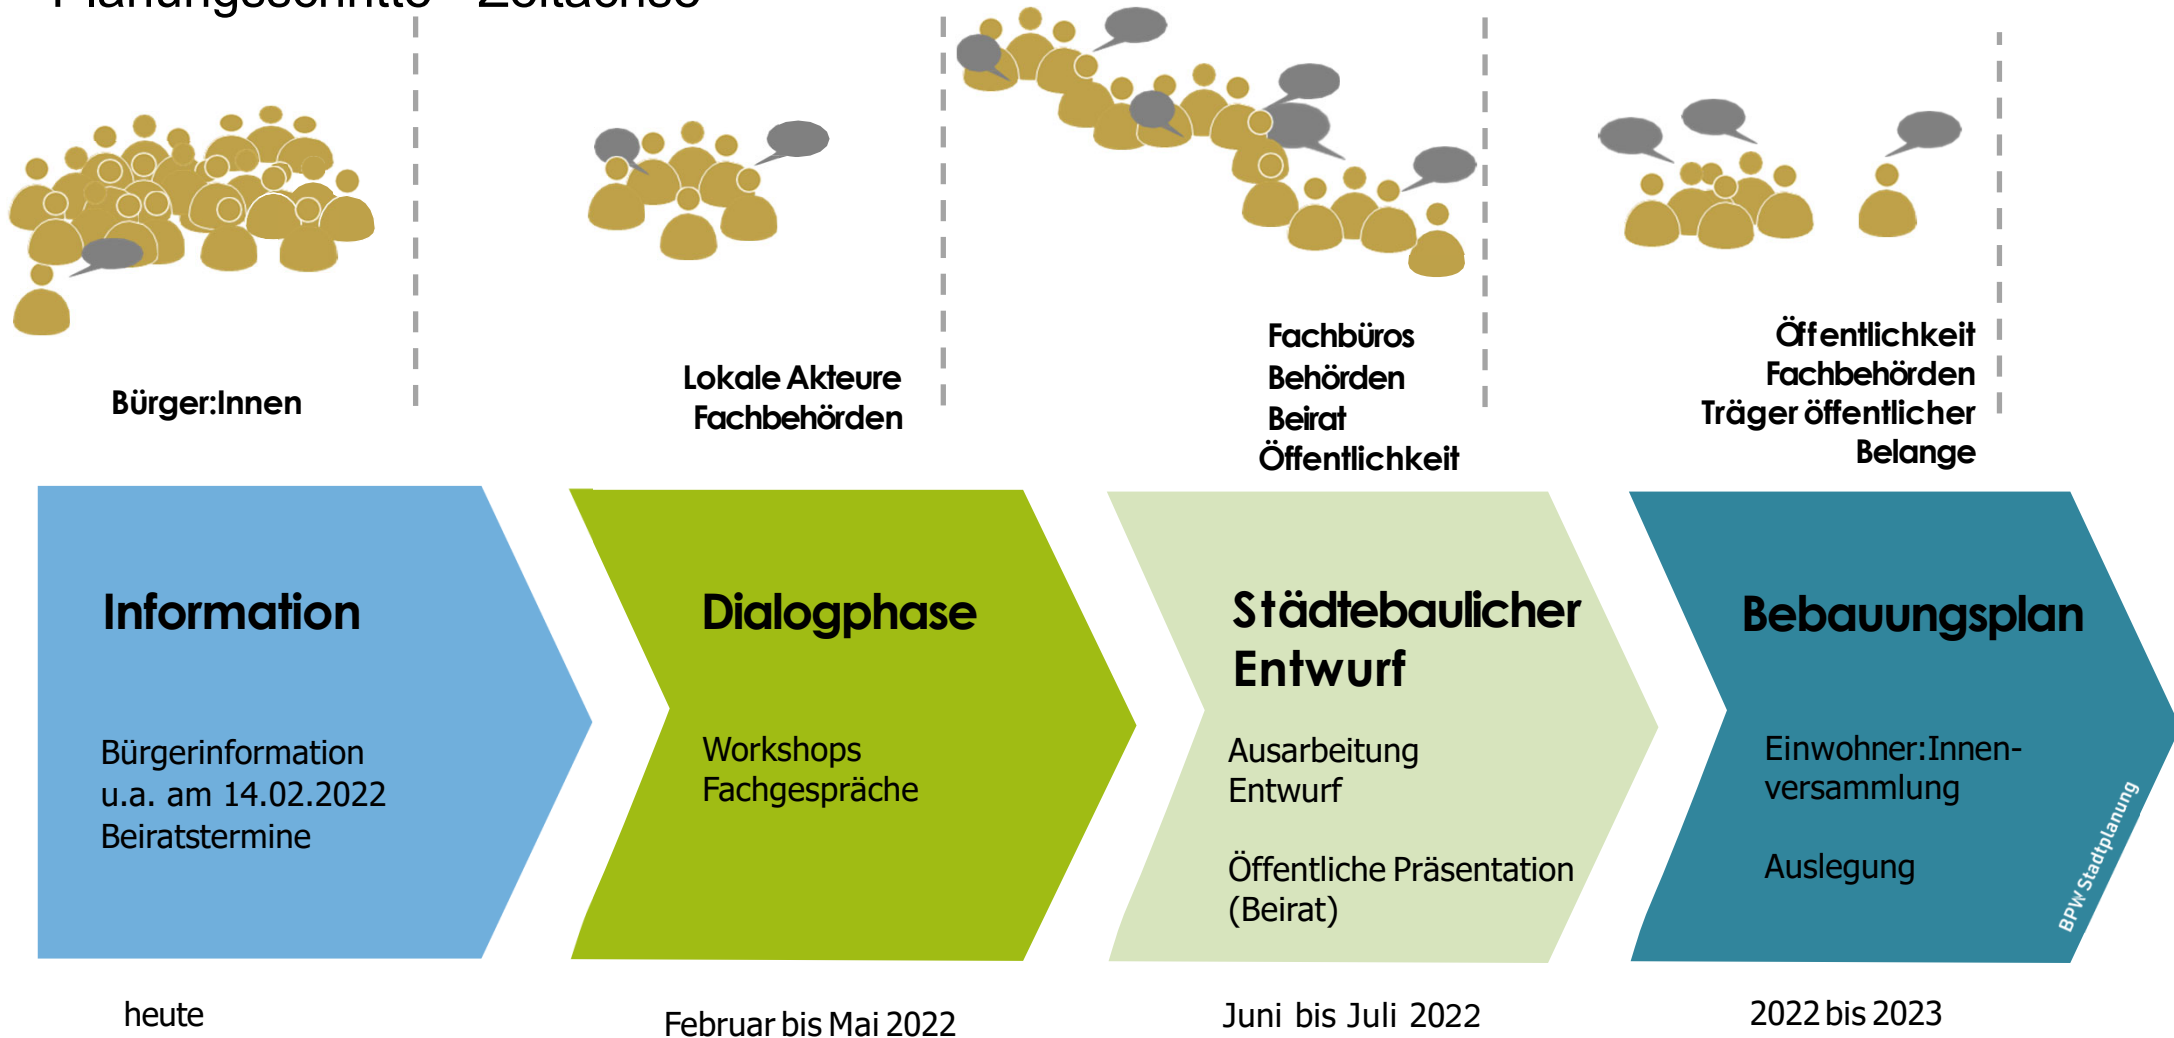 Planungsschritte - Zeitachse
Bürger:Innen
Lokale Akteure
Fachbehörden
Fachbüros
Behörden
Beirat
Öffentlichkeit
Öffentlichkeit
Fachbehörden
Träger öffentlicher
Belange
Information
Bürgerinformation
u.a. am 14.02.2022
Beiratstermine
Dialogphase
Workshops
Fachgespräche
Städtebaulicher
Entwurf
Ausarbeitung
Entwurf
Öffentliche Präsentation
(Beirat)
Bebauungsplan
Einwohner:Innen-
versammlung
Auslegung
BPW Stadtplanung
heute
Februar bis Mai 2022
Juni bis Juli 2022
2022 bis 2023